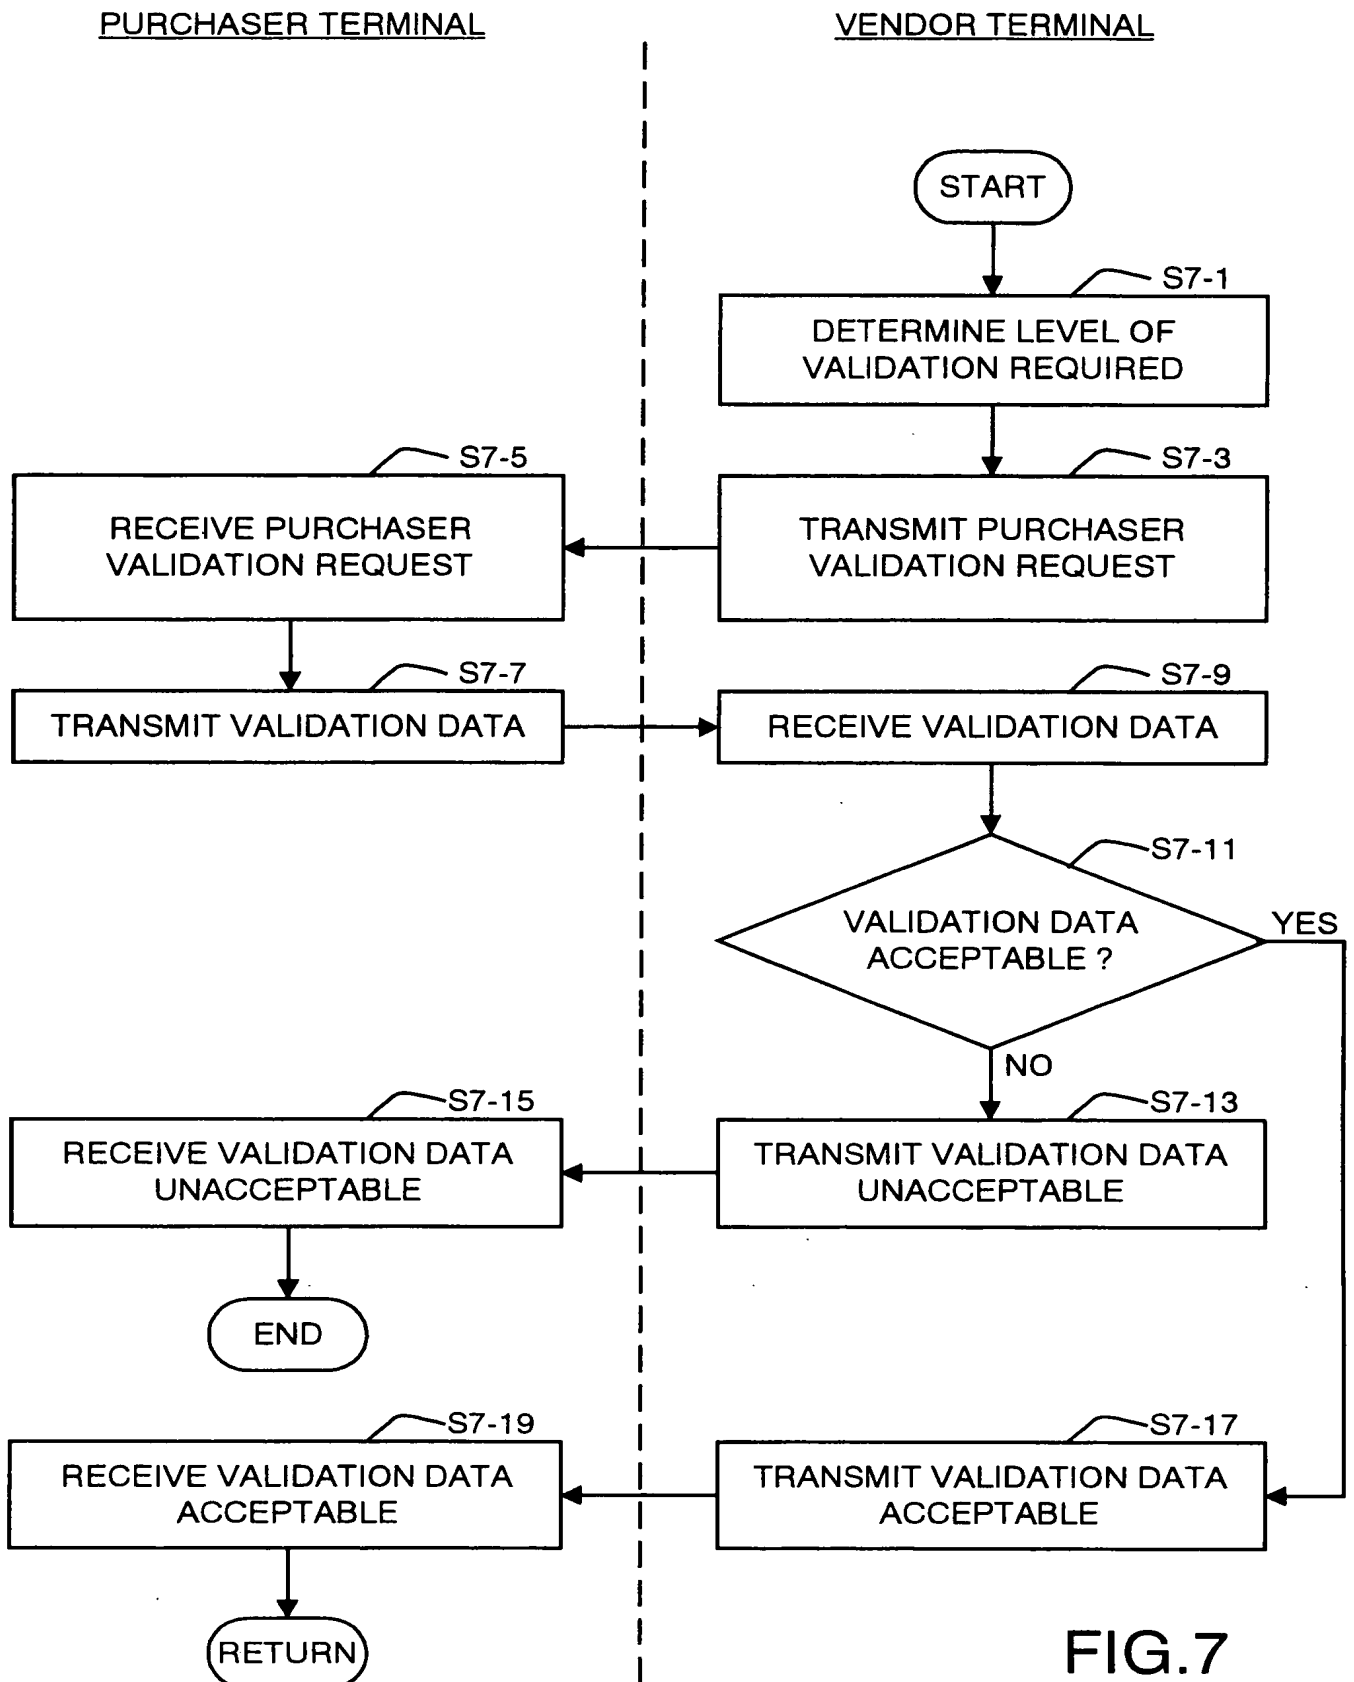 PURCHASER TERMINAL
VENDOR TERMINAL
START
S7-1
DETERMINE LEVEL OF
VALIDATION REQUIRED
S7-5
RECEIVE PURCHASER
VALIDATION REQUEST
S7-3
TRANSMIT PURCHASER
VALIDATION REQUEST
S7-7
TRANSMIT VALIDATION DATA
S7-9
RECEIVE VALIDATION DATA
S7-11
VALIDATION DATA
ACCEPTABLE ?
YES
NO
S7-15
RECEIVE VALIDATION DATA
UNACCEPTABLE
S7-13
TRANSMIT VALIDATION DATA
UNACCEPTABLE
END
S7-19
RECEIVE VALIDATION DATA
ACCEPTABLE
S7-17
TRANSMIT VALIDATION DATA
ACCEPTABLE
RETURN
FIG.7